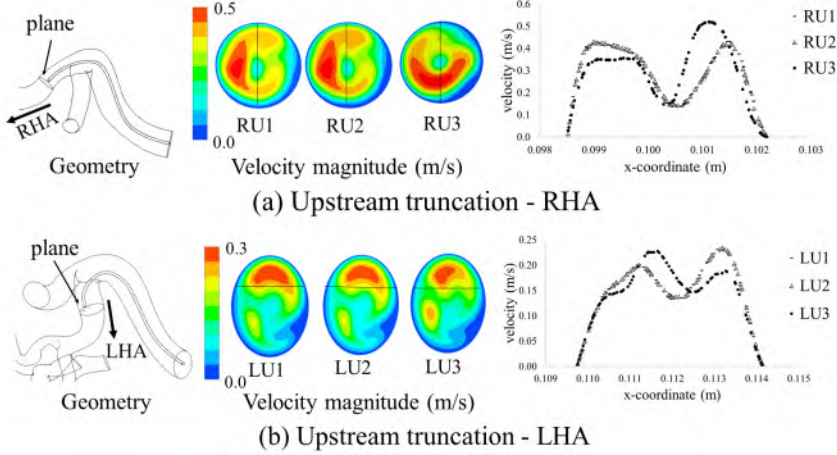 plane
RHA
Geometry
0.5
0.0
RU1 RU2 RU3
Velocity magnitude (m/s)
velocity (m/s)
0.6
0.5
0.4
0.3
0.2
0.1
0.0
0.098 0.099 0.100 0.101 0.102 0.103
x-coordinate (m)
RU1
RU2
RU3
(a) Upstream truncation - RHA
plane
LHA
Geometry
0.3
0.0
LU1 LU2 LU3
Velocity magnitude (m/s)
velocity (m/s)
0.25
0.20
0.15
0.10
0.05
0.00
0.109 0.110 0.111 0.112 0.113 0.114 0.115
x-coordinate (m)
LU1
LU2
LU3
(b) Upstream truncation - LHA